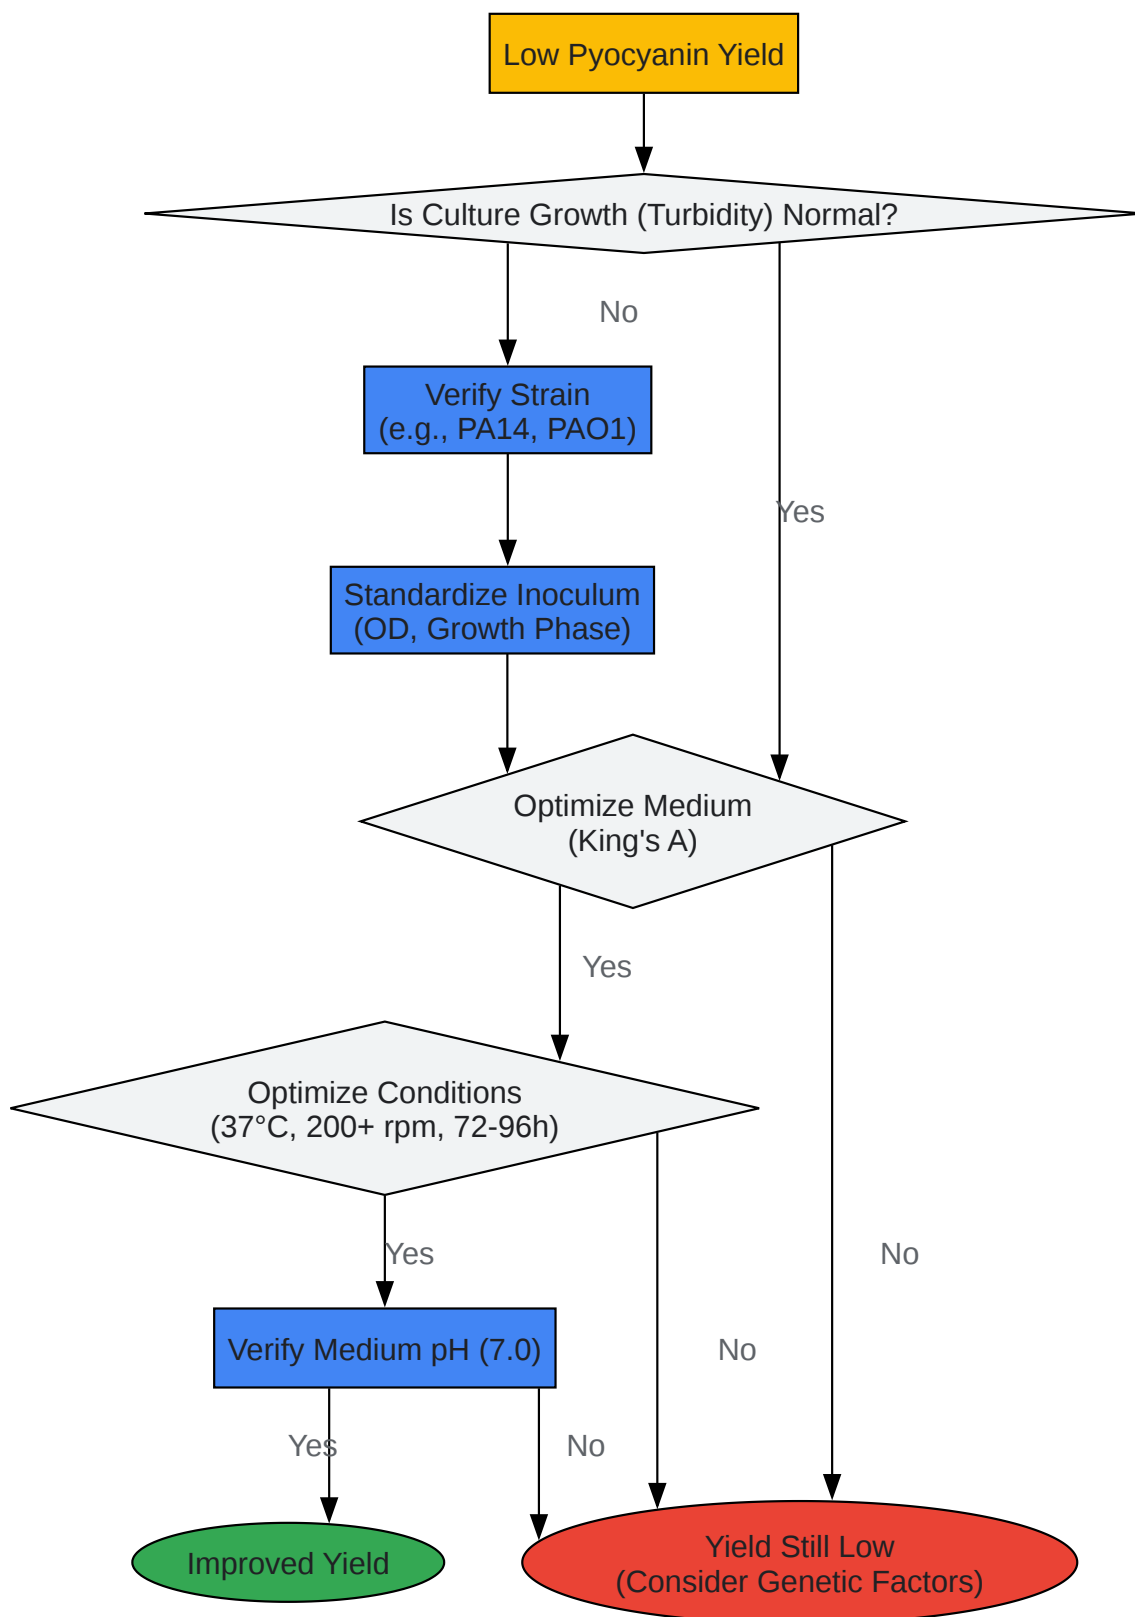 Low Pyocyanin Yield
Is Culture Growth (Turbidity) Normal?
No
Verify Strain
(e.g., PA14, PAO1)
Yes
Standardize Inoculum
(OD, Growth Phase)
Optimize Medium
(King's A)
Yes
Optimize Conditions
(37°C, 200+ rpm, 72-96h)
Yes
No
Verify Medium pH (7.0)
No
Yes
No
Improved Yield
Yield Still Low
(Consider Genetic Factors)